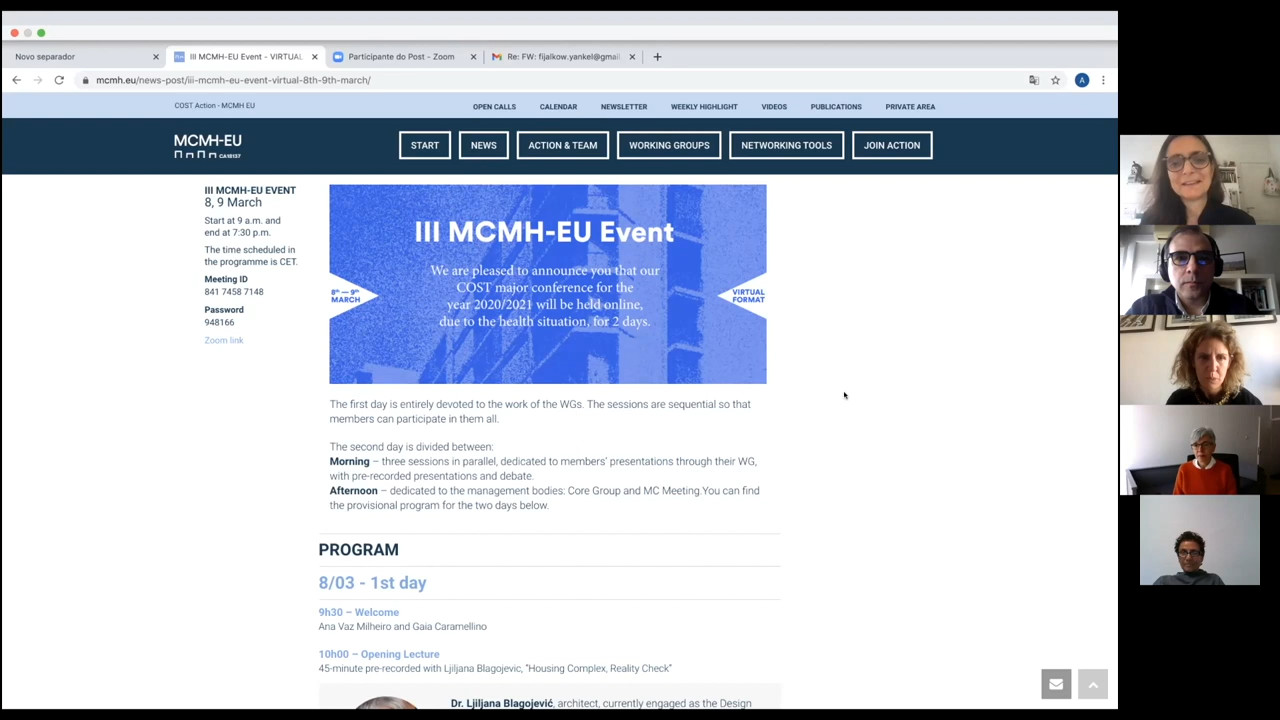 Novo separador
III MCMH-EU Event - VIRTUAL
Participante do Post - Zoom
Re: FW: fijalkow.yankel@gmail
mcmh.eu/news-post/iii-mcmh-eu-event-virtual-8th-9th-march/
A
COST Action - MCMH EU
OPEN CALLS
CALENDAR
NEWSLETTER
WEEKLY HIGHLIGHT
VIDEOS
PUBLICATIONS
PRIVATE AREA
MCMH-EU
CA18137
START
NEWS
ACTION & TEAM
WORKING GROUPS
NETWORKING TOOLS
JOIN ACTION
III MCMH-EU EVENT
8, 9 March
Start at 9 a.m. and
end at 7:30 p.m.
The time scheduled in
the programme is CET.
Meeting ID
841 7458 7148
Password
948166
Zoom link
III MCMH-EU Event
We are pleased to announce you that our
COST major conference for the
year 2020/2021 will be held online,
due to the health situation, for 2 days.
8th — 9th
MARCH
VIRTUAL
FORMAT
The first day is entirely devoted to the work of the WGs. The sessions are sequential so that
members can participate in them all.
The second day is divided between:
Morning – three sessions in parallel, dedicated to members' presentations through their WG,
with pre-recorded presentations and debate.
Afternoon – dedicated to the management bodies: Core Group and MC Meeting.You can find
the provisional program for the two days below.
PROGRAM
8/03 - 1st day
9h30 – Welcome
Ana Vaz Milheiro and Gaia Caramellino
10h00 – Opening Lecture
45-minute pre-recorded with Ljiljana Blagojevic, "Housing Complex, Reality Check"
Dr. Ljiljana Blagojević, architect, currently engaged as the Design